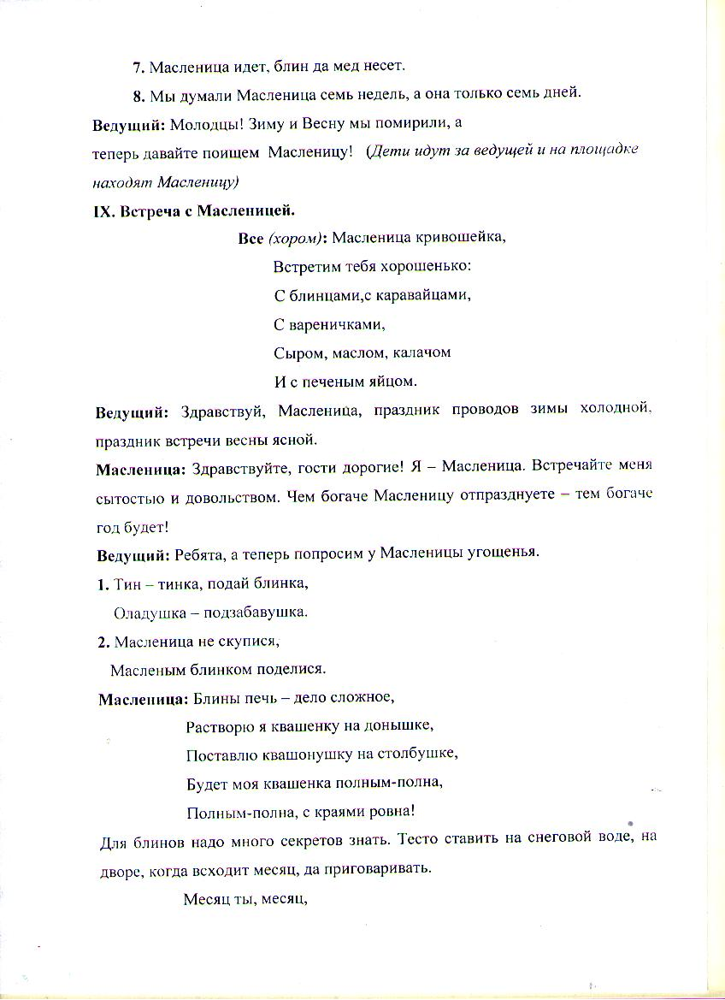 7. Масленица идет, блин да мед несет.
8. Мы думали Масленица семь недель, а она только семь дней.
Ведущий: Молодцы! Зиму и Весну мы помирили, а
теперь давайте поищем Масленицу! (Дети идут за ведущей и на площадке
находят Масленицу)
IX. Встреча с Масленицей.
Все (хором): Масленица кривошейка,
Встретим тебя хорошенько:
С блинцами,с каравайцами,
С вареничками,
Сыром, маслом, калачом
И с печеным яйцом.
Ведущий: Здравствуй, Масленица, праздник проводов зимы холодной,
праздник встречи весны ясной.
Масленица: Здравствуйте, гости дорогие! Я – Масленица. Встречайте меня
сытостью и довольством. Чем богаче Масленицу отпразднуете – тем богаче
год будет!
Ведущий: Ребята, а теперь попросим у Масленицы угощенья.
1. Тин – тинка, подай блинка,
Оладушка – подзабавушка.
2. Масленица не скупися,
Масленым блинком поделися.
Масленица: Блины печь – дело сложное,
Растворю я квашенку на донышке,
Поставлю квашонушку на столбушке,
Будет моя квашенка полным-полна,
Полным-полна, с краями ровна!
Для блинов надо много секретов знать. Тесто ставить на снеговой воде, на
дворе, когда всходит месяц, да приговаривать.
Месяц ты, месяц,